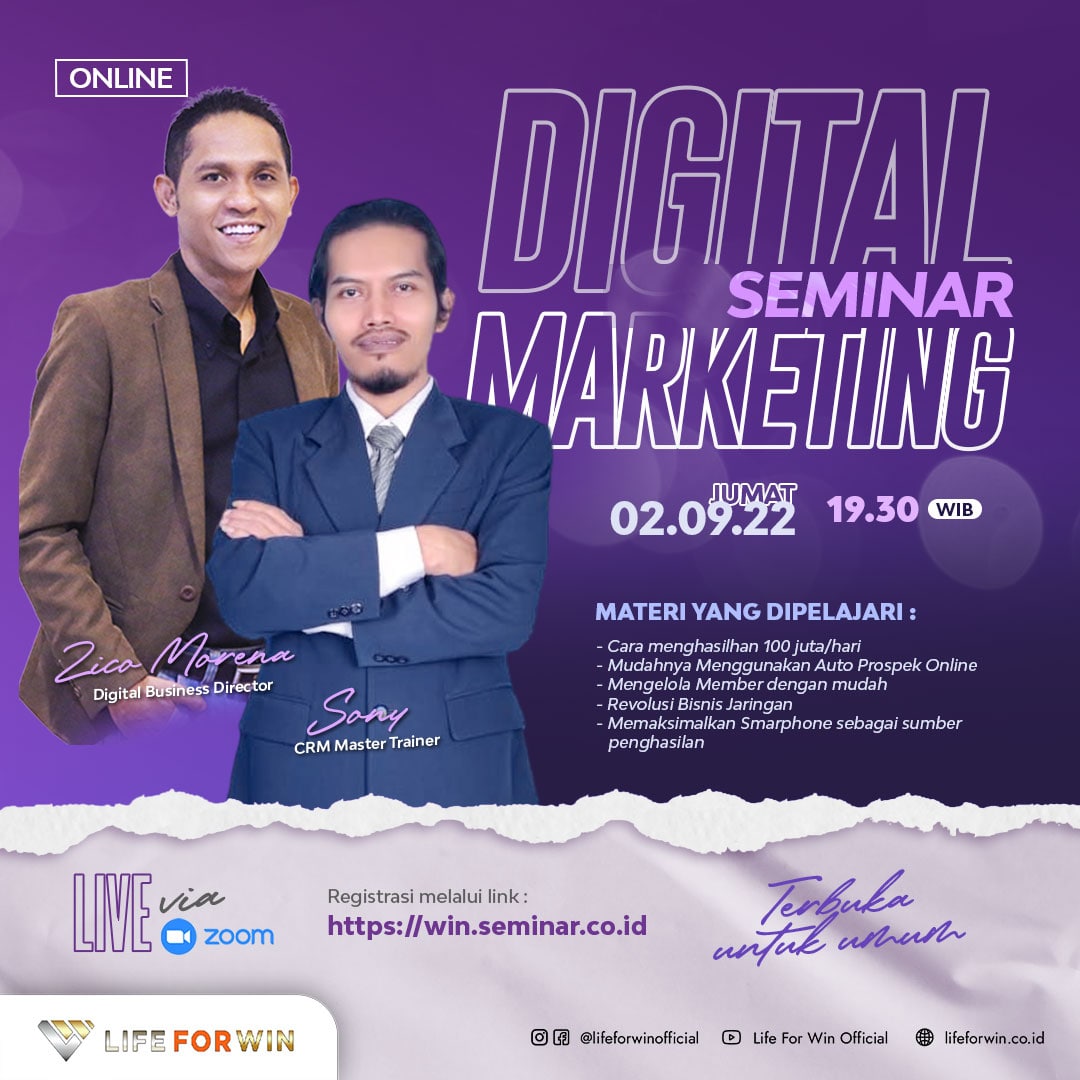 ONLINE
DIGITAL
SEMINAR
MARKETING
JUMAT
02.09.22
19.30 WIB
MATERI YANG DIPELAJARI :
- Cara menghasilhan 100 juta/hari
- Mudahnya Menggunakan Auto Prospek Online
- Mengelola Member dengan mudah
- Revolusi Bisnis Jaringan
- Memaksimalkan Smarphone sebagai sumber
penghasilan
Zico Morena
Digital Business Director
Sony
CRM Master Trainer
LIVE via
zoom
Registrasi melalui link :
https://win.seminar.co.id
Terbuka
untuk umum
LIFE FOR WIN
@lifeforwinofficial Life For Win Official lifeforwin.co.id